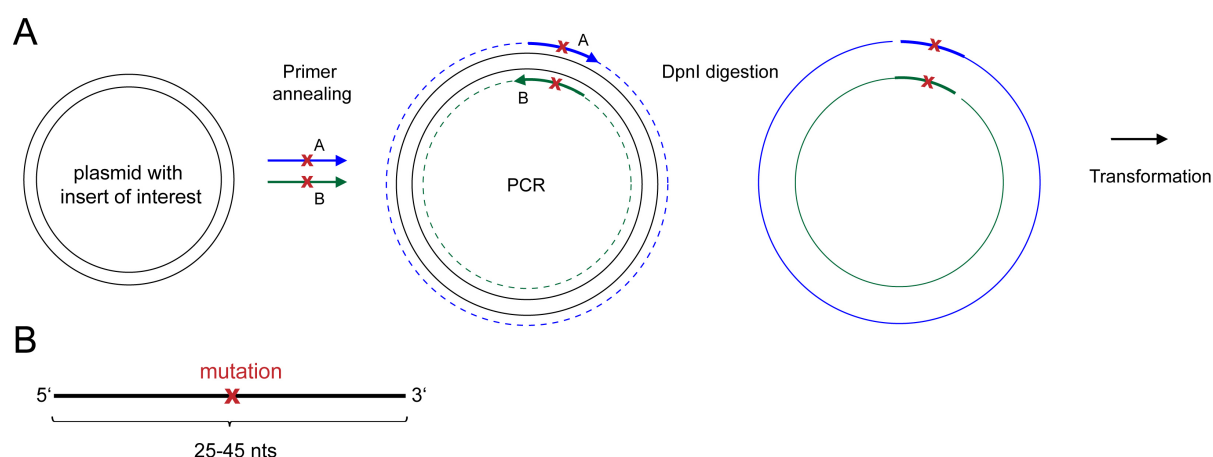 A
Primer
annealing
A
B
plasmid with
insert of interest
A
B
PCR
DpnI digestion
Transformation
B
mutation
5‘
3‘
25-45 nts